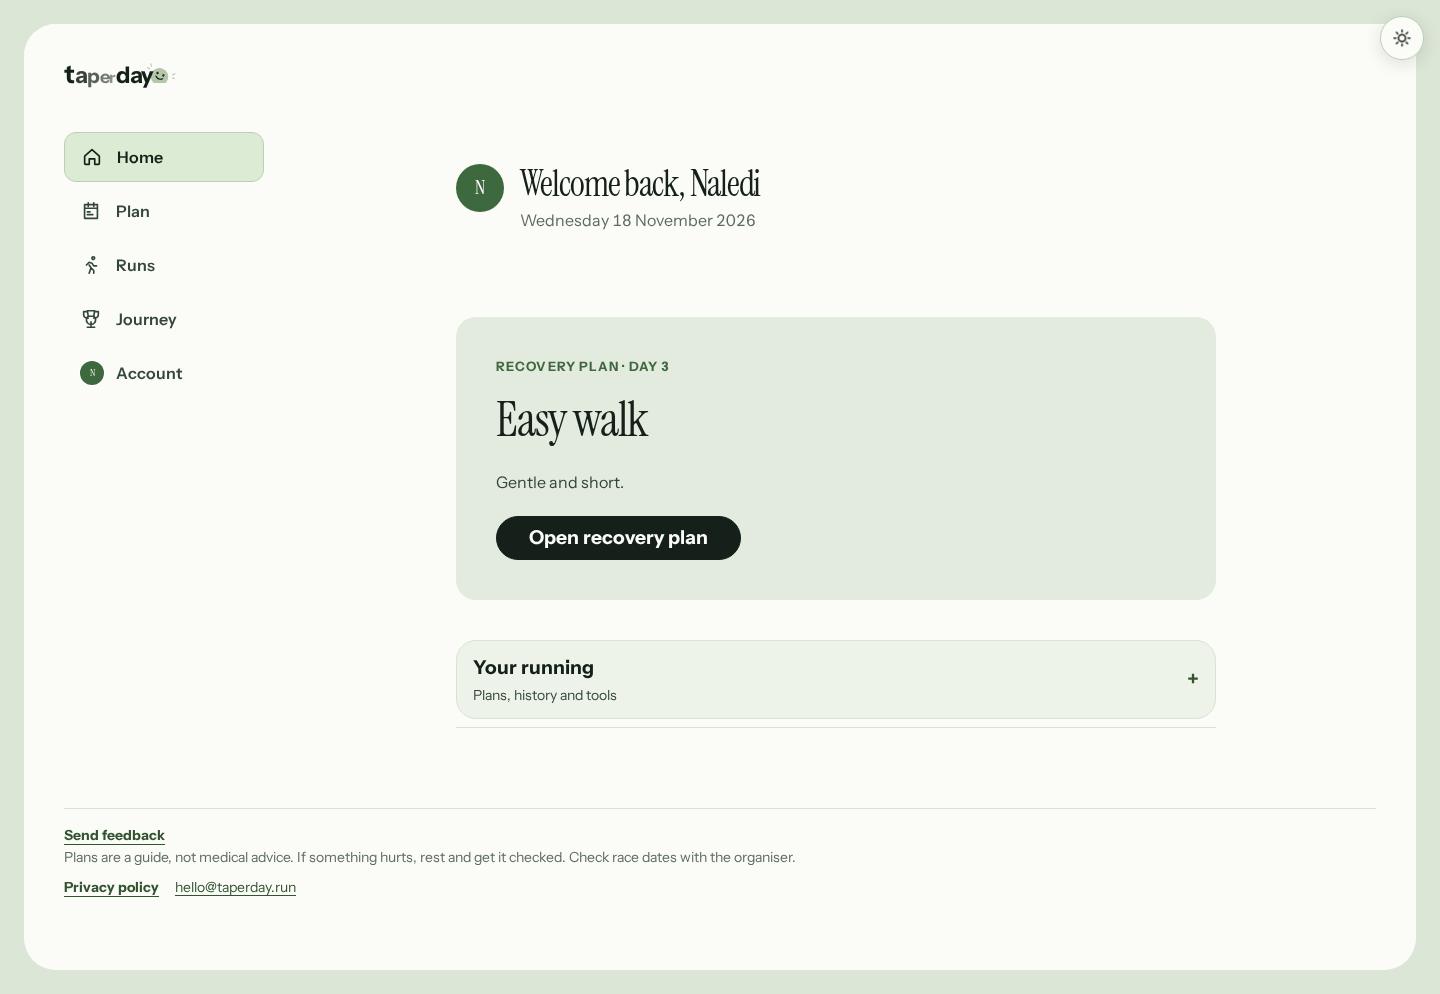 taperday
Home
Plan
Runs
Journey
N
Account
N
Welcome back, Naledi
Wednesday 18 November 2026
RECOVERY PLAN · DAY 3
Easy walk
Gentle and short.
Open recovery plan
Your running
Plans, history and tools
+
Send feedback
Plans are a guide, not medical advice. If something hurts, rest and get it checked. Check race dates with the organiser.
Privacy policy hello@taperday.run